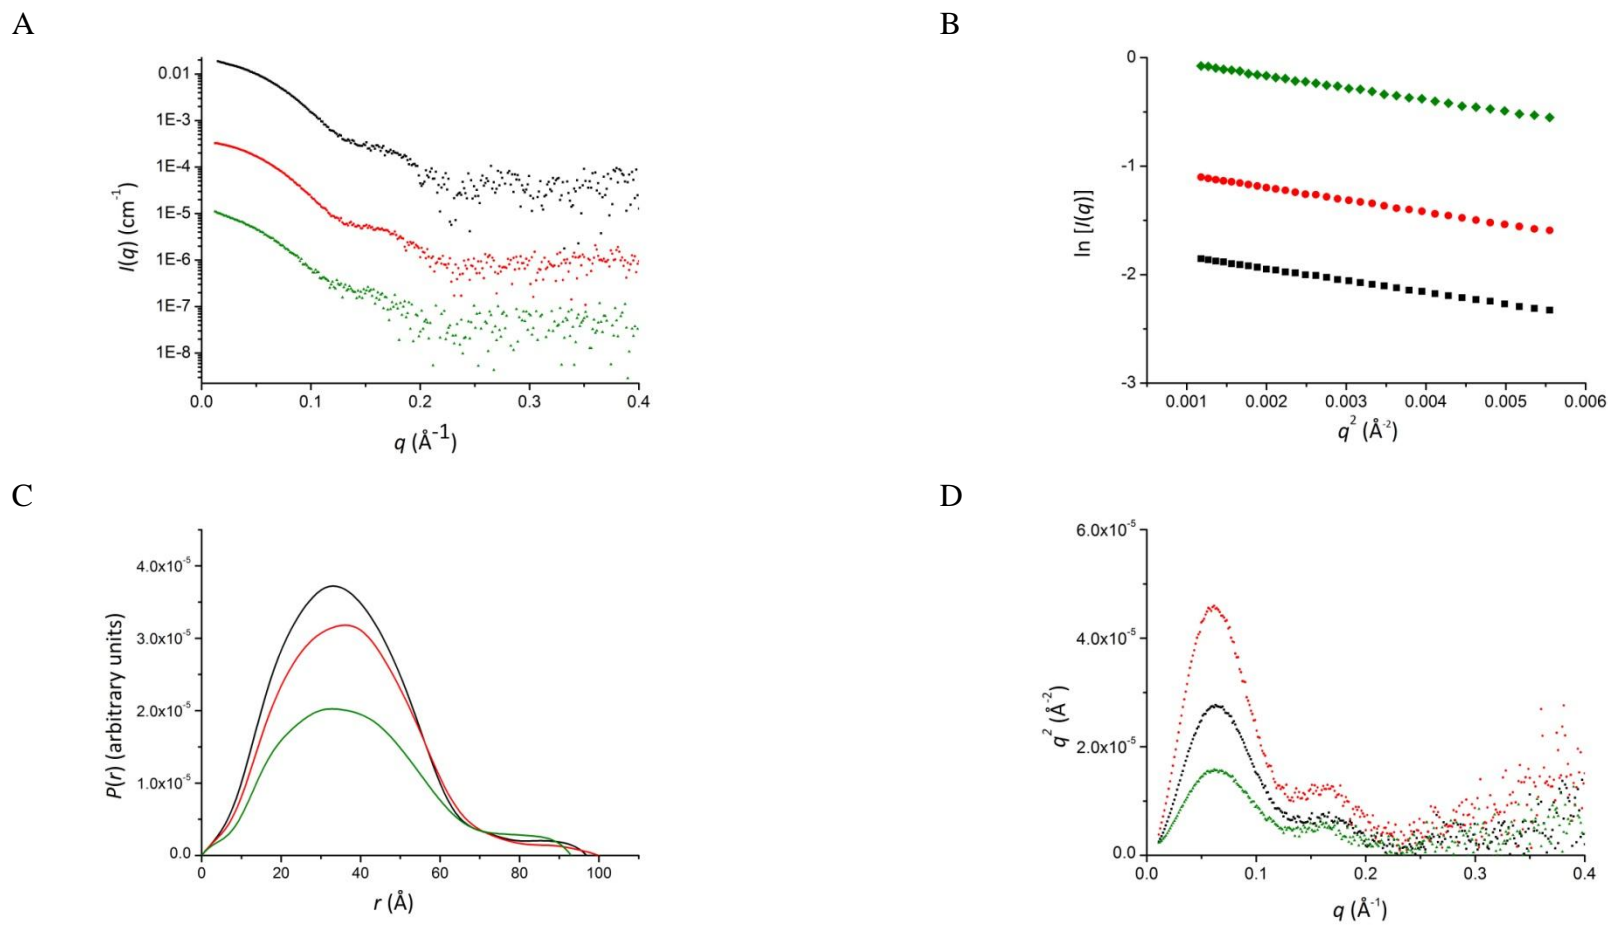 A
0.01
1E-3
1E-4
1E-5
1E-6
1E-7
1E-8
I(q) (cm⁻¹)
0.0 0.1 0.2 0.3 0.4
q (Å⁻¹)
B
0
-1
-2
-3
ln [I(q)]
0.001 0.002 0.003 0.004 0.005 0.006
q² (Å⁻²)
C
4.0x10⁻⁵
3.0x10⁻⁵
2.0x10⁻⁵
1.0x10⁻⁵
0.0
P(r) (arbitrary units)
0 20 40 60 80 100
r (Å)
D
6.0x10⁻⁵
4.0x10⁻⁵
2.0x10⁻⁵
0.0
q² (Å⁻²)
0.0 0.1 0.2 0.3 0.4
q (Å⁻¹)